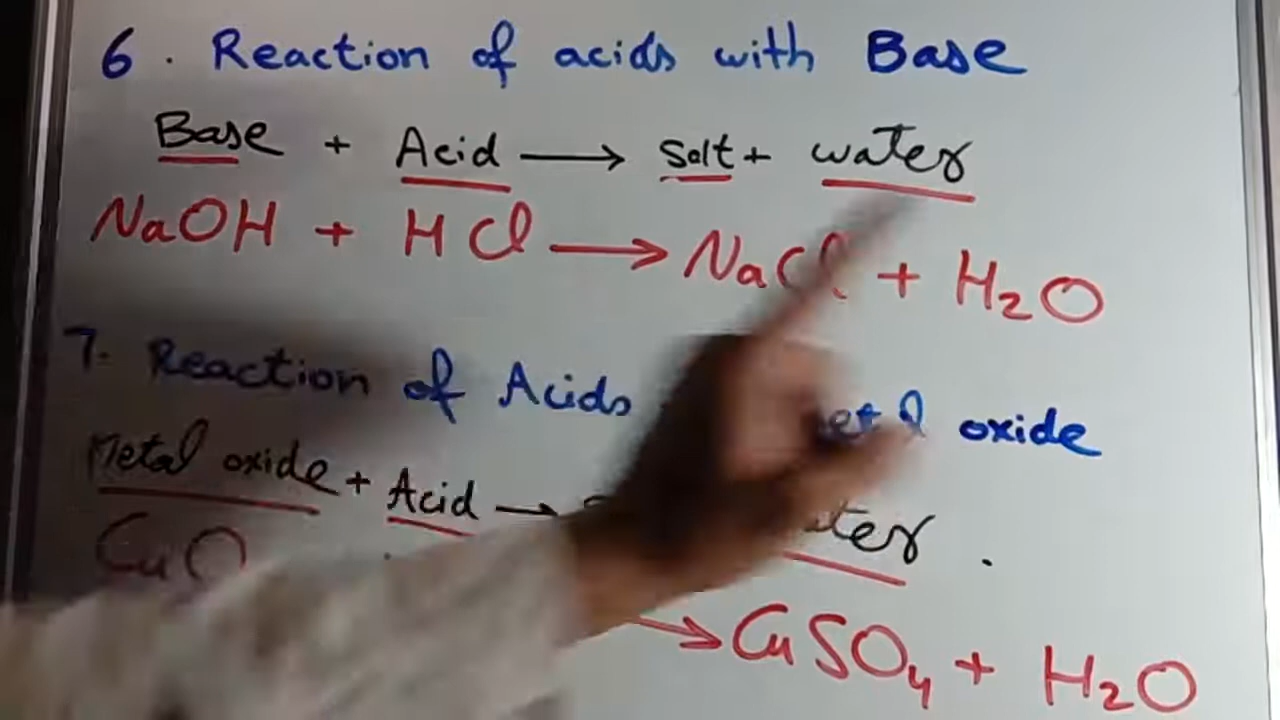 6. Reaction of acids with Base
Base + Acid → Salt + water
NaOH + HCl → NaCl + H₂O
7. Reaction of Acids oxide
Metal oxide + Acid →
CuO → CuSO₄ + H₂O